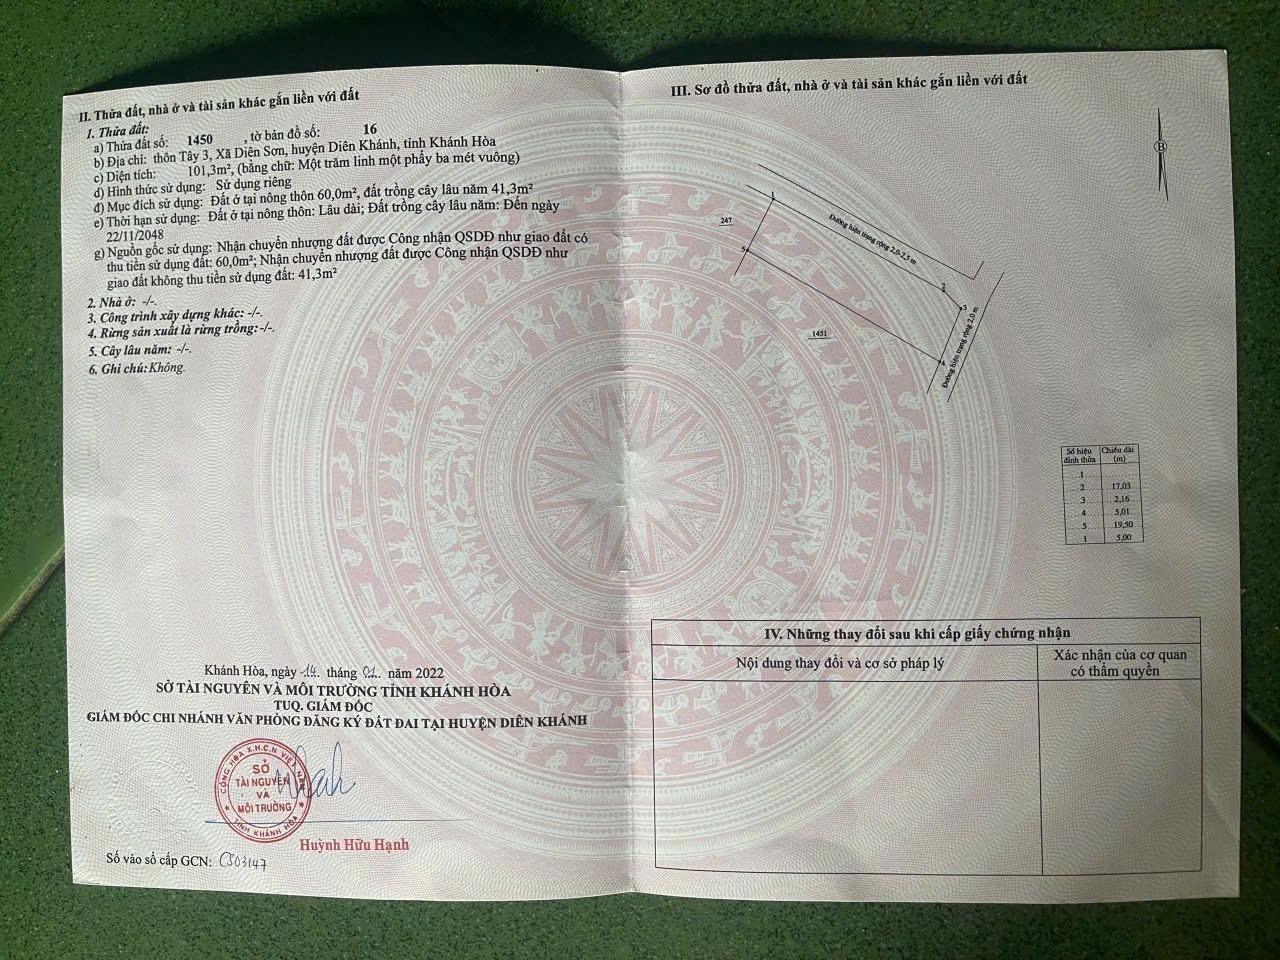 II. Thửa đất, nhà ở và tài sản khác gắn liền với đất
1. Thửa đất:
a) Thửa đất số: 1450 , tờ bản đồ số: 16
b) Địa chỉ: thôn Tây 3, Xã Diên Sơn, huyện Diên Khánh, tỉnh Khánh Hòa
c) Diện tích: 101,3m², (bằng chữ: Một trăm linh một phẩy ba mét vuông)
d) Hình thức sử dụng: Sử dụng riêng
đ) Mục đích sử dụng: Đất ở tại nông thôn 60,0m², đất trồng cây lâu năm 41,3m²
e) Thời hạn sử dụng: Đất ở tại nông thôn: Lâu dài; Đất trồng cây lâu năm: Đến ngày
22/11/2048
g) Nguồn gốc sử dụng: Nhận chuyển nhượng đất được Công nhận QSDĐ như giao đất có
thu tiền sử dụng đất: 60,0m²; Nhận chuyển nhượng đất được Công nhận QSDĐ như
giao đất không thu tiền sử dụng đất: 41,3m²
2. Nhà ở: -/-.
3. Công trình xây dựng khác: -/-.
4. Rừng sản xuất là rừng trồng: -/-.
5. Cây lâu năm: -/-.
6. Ghi chú: Không.
Khánh Hòa, ngày 14 tháng 01 năm 2022
SỞ TÀI NGUYÊN VÀ MÔI TRƯỜNG TỈNH KHÁNH HÒA
TUQ. GIÁM ĐỐC
GIÁM ĐỐC CHI NHÁNH VĂN PHÒNG ĐĂNG KÝ ĐẤT ĐAI TẠI HUYỆN DIÊN KHÁNH
CỘNG HÒA X.H.C.N VIỆT NAM
SỞ
TÀI NGUYÊN
VÀ
MÔI TRƯỜNG
TỈNH KHÁNH HÒA
Huỳnh Hữu Hạnh
Số vào sổ cấp GCN: CS03147
III. Sơ đồ thửa đất, nhà ở và tài sản khác gắn liền với đất
B
1
247
Đường hiện trạng rộng 2,0-2,5 m
5
2
3
1451
4
Đường hiện trạng rộng 2,0 m
Số hiệu đỉnh thửa Chiều dài (m)
1
2 17,03
3 2,16
4 5,01
5 19,50
1 5,00
IV. Những thay đổi sau khi cấp giấy chứng nhận
Nội dung thay đổi và cơ sở pháp lý
Xác nhận của cơ quan
có thẩm quyền